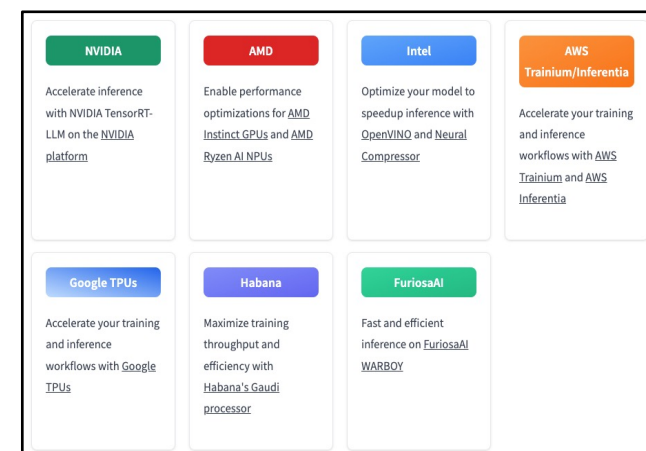 NVIDIA
Accelerate inference
with NVIDIA TensorRT-
LLM on the NVIDIA
platform
AMD
Enable performance
optimizations for AMD
Instinct GPUs and AMD
Ryzen AI NPUs
Intel
Optimize your model to
speedup inference with
OpenVINO and Neural
Compressor
AWS
Trainium/Inferentia
Accelerate your training
and inference
workflows with AWS
Trainium and AWS
Inferentia
Google TPUs
Accelerate your training
and inference
workflows with Google
TPUs
Habana
Maximize training
throughput and
efficiency with
Habana's Gaudi
processor
FuriosaAI
Fast and efficient
inference on FuriosaAI
WARBOY